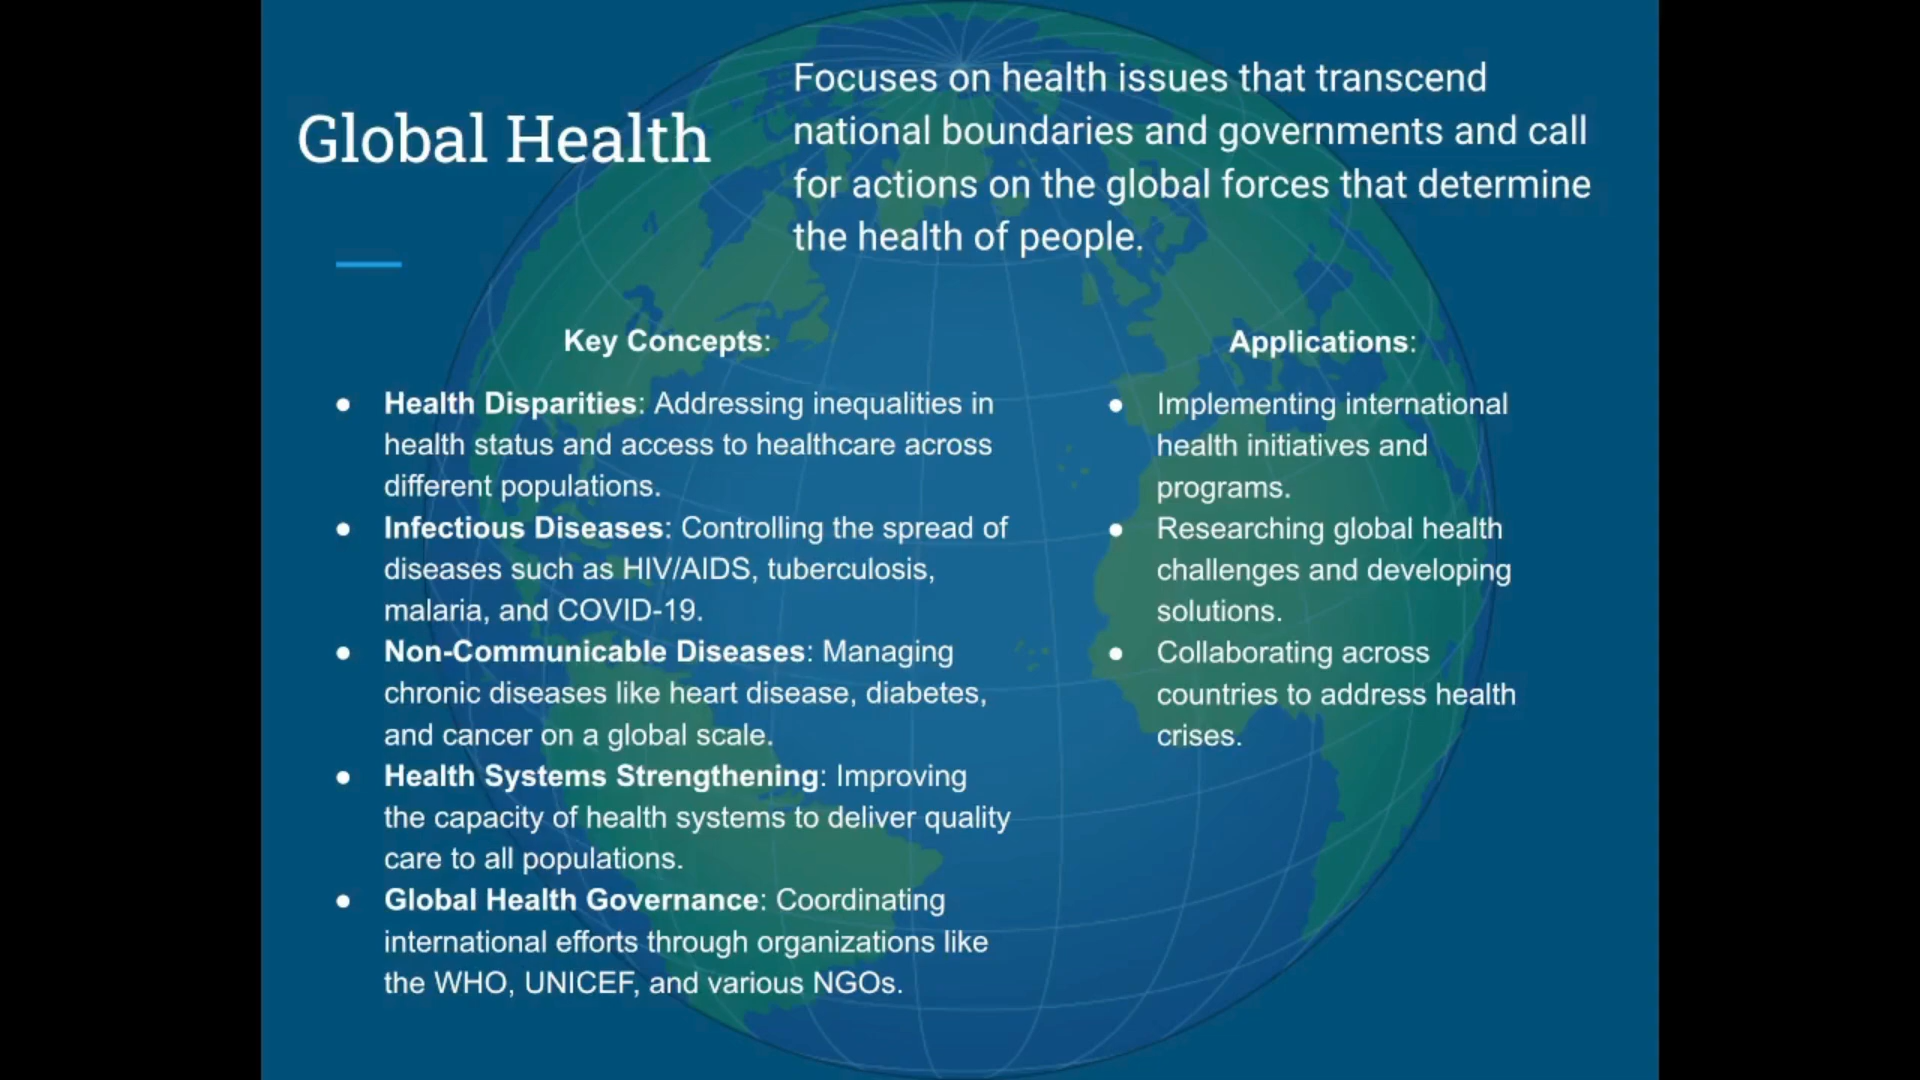 Global Health
Focuses on health issues that transcend
national boundaries and governments and call
for actions on the global forces that determine
the health of people.
Key Concepts:
● Health Disparities: Addressing inequalities in
health status and access to healthcare across
different populations.
● Infectious Diseases: Controlling the spread of
diseases such as HIV/AIDS, tuberculosis,
malaria, and COVID-19.
● Non-Communicable Diseases: Managing
chronic diseases like heart disease, diabetes,
and cancer on a global scale.
● Health Systems Strengthening: Improving
the capacity of health systems to deliver quality
care to all populations.
● Global Health Governance: Coordinating
international efforts through organizations like
the WHO, UNICEF, and various NGOs.
Applications:
● Implementing international
health initiatives and
programs.
● Researching global health
challenges and developing
solutions.
● Collaborating across
countries to address health
crises.